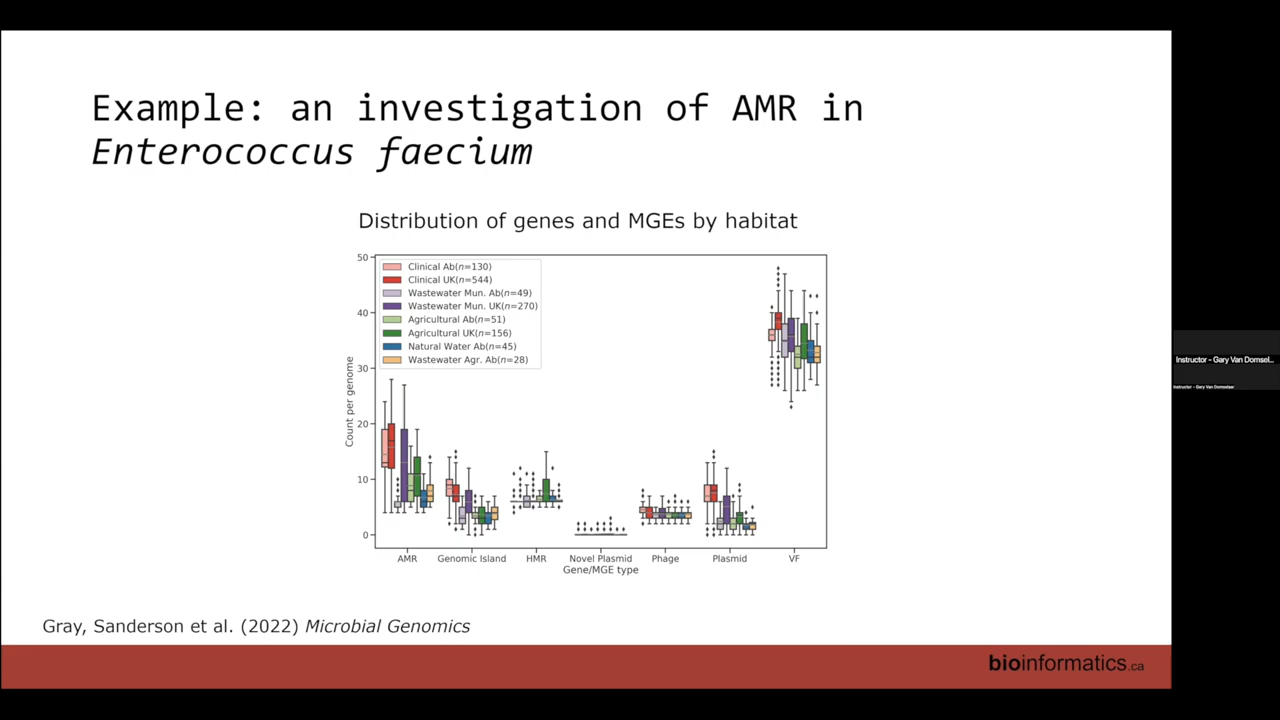 Example: an investigation of AMR in
Enterococcus faecium
Distribution of genes and MGEs by habitat
50
40
30
20
10
0
Count per genome
Clinical Ab(n=130)
Clinical UK(n=544)
Wastewater Mun. Ab(n=49)
Wastewater Mun. UK(n=270)
Agricultural Ab(n=51)
Agricultural UK(n=156)
Natural Water Ab(n=45)
Wastewater Agr. Ab(n=28)
AMR Genomic Island HMR Novel Plasmid Phage Plasmid VF
Gene/MGE type
Instructor - Gary Van Domsel...
Instructor - Gary Van Domselaar
Gray, Sanderson et al. (2022) Microbial Genomics
bioinformatics.ca